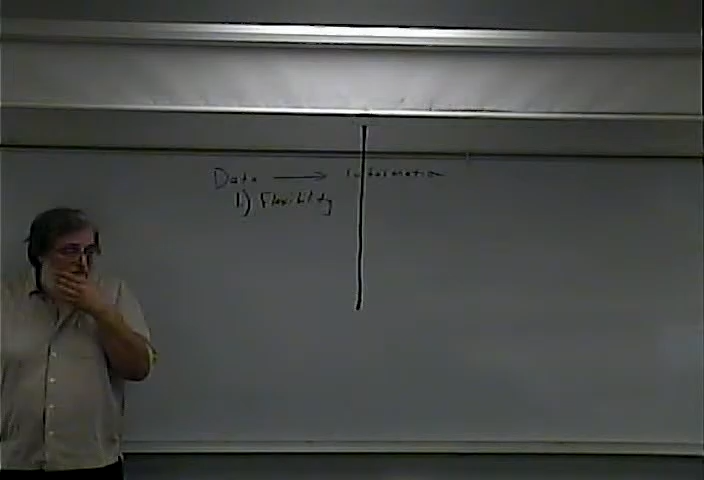 Data → Information
1) Flexibility